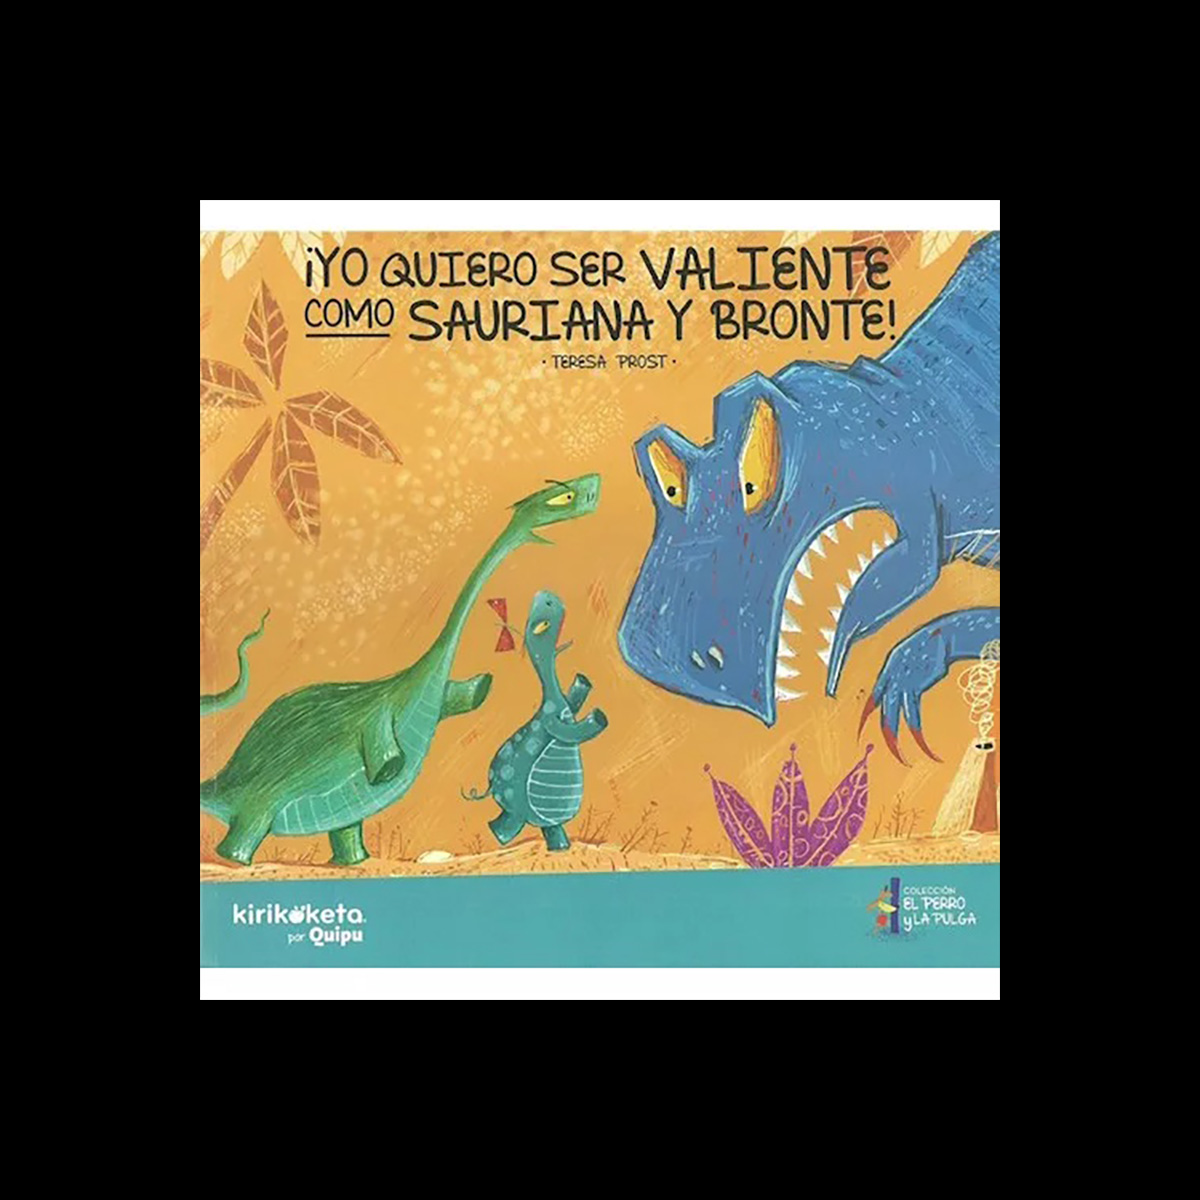 ¡YO QUIERO SER VALIENTE
COMO SAURIANA Y BRONTE!
· TERESA PROST ·
kirikoketa
por Quipu
COLECCIÓN
EL PERRO
y LA PULGA